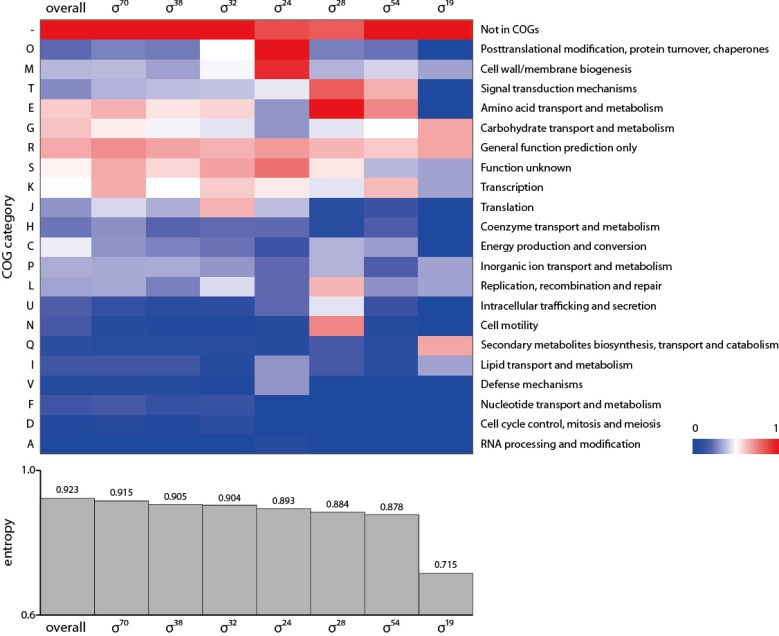 overall σ70 σ38 σ32 σ24 σ28 σ54 σ19
- Not in COGs
O Posttranslational modification, protein turnover, chaperones
M Cell wall/membrane biogenesis
T Signal transduction mechanisms
E Amino acid transport and metabolism
G Carbohydrate transport and metabolism
R General function prediction only
S Function unknown
K Transcription
J Translation
H Coenzyme transport and metabolism
C Energy production and conversion
P Inorganic ion transport and metabolism
L Replication, recombination and repair
U Intracellular trafficking and secretion
N Cell motility
Q Secondary metabolites biosynthesis, transport and catabolism
I Lipid transport and metabolism
V Defense mechanisms
F Nucleotide transport and metabolism
D Cell cycle control, mitosis and meiosis
A RNA processing and modification
COG category
0 1
1.0
0.923 0.915 0.905 0.904 0.893 0.884 0.878 0.715
entropy
0.6
overall σ70 σ38 σ32 σ24 σ28 σ54 σ19